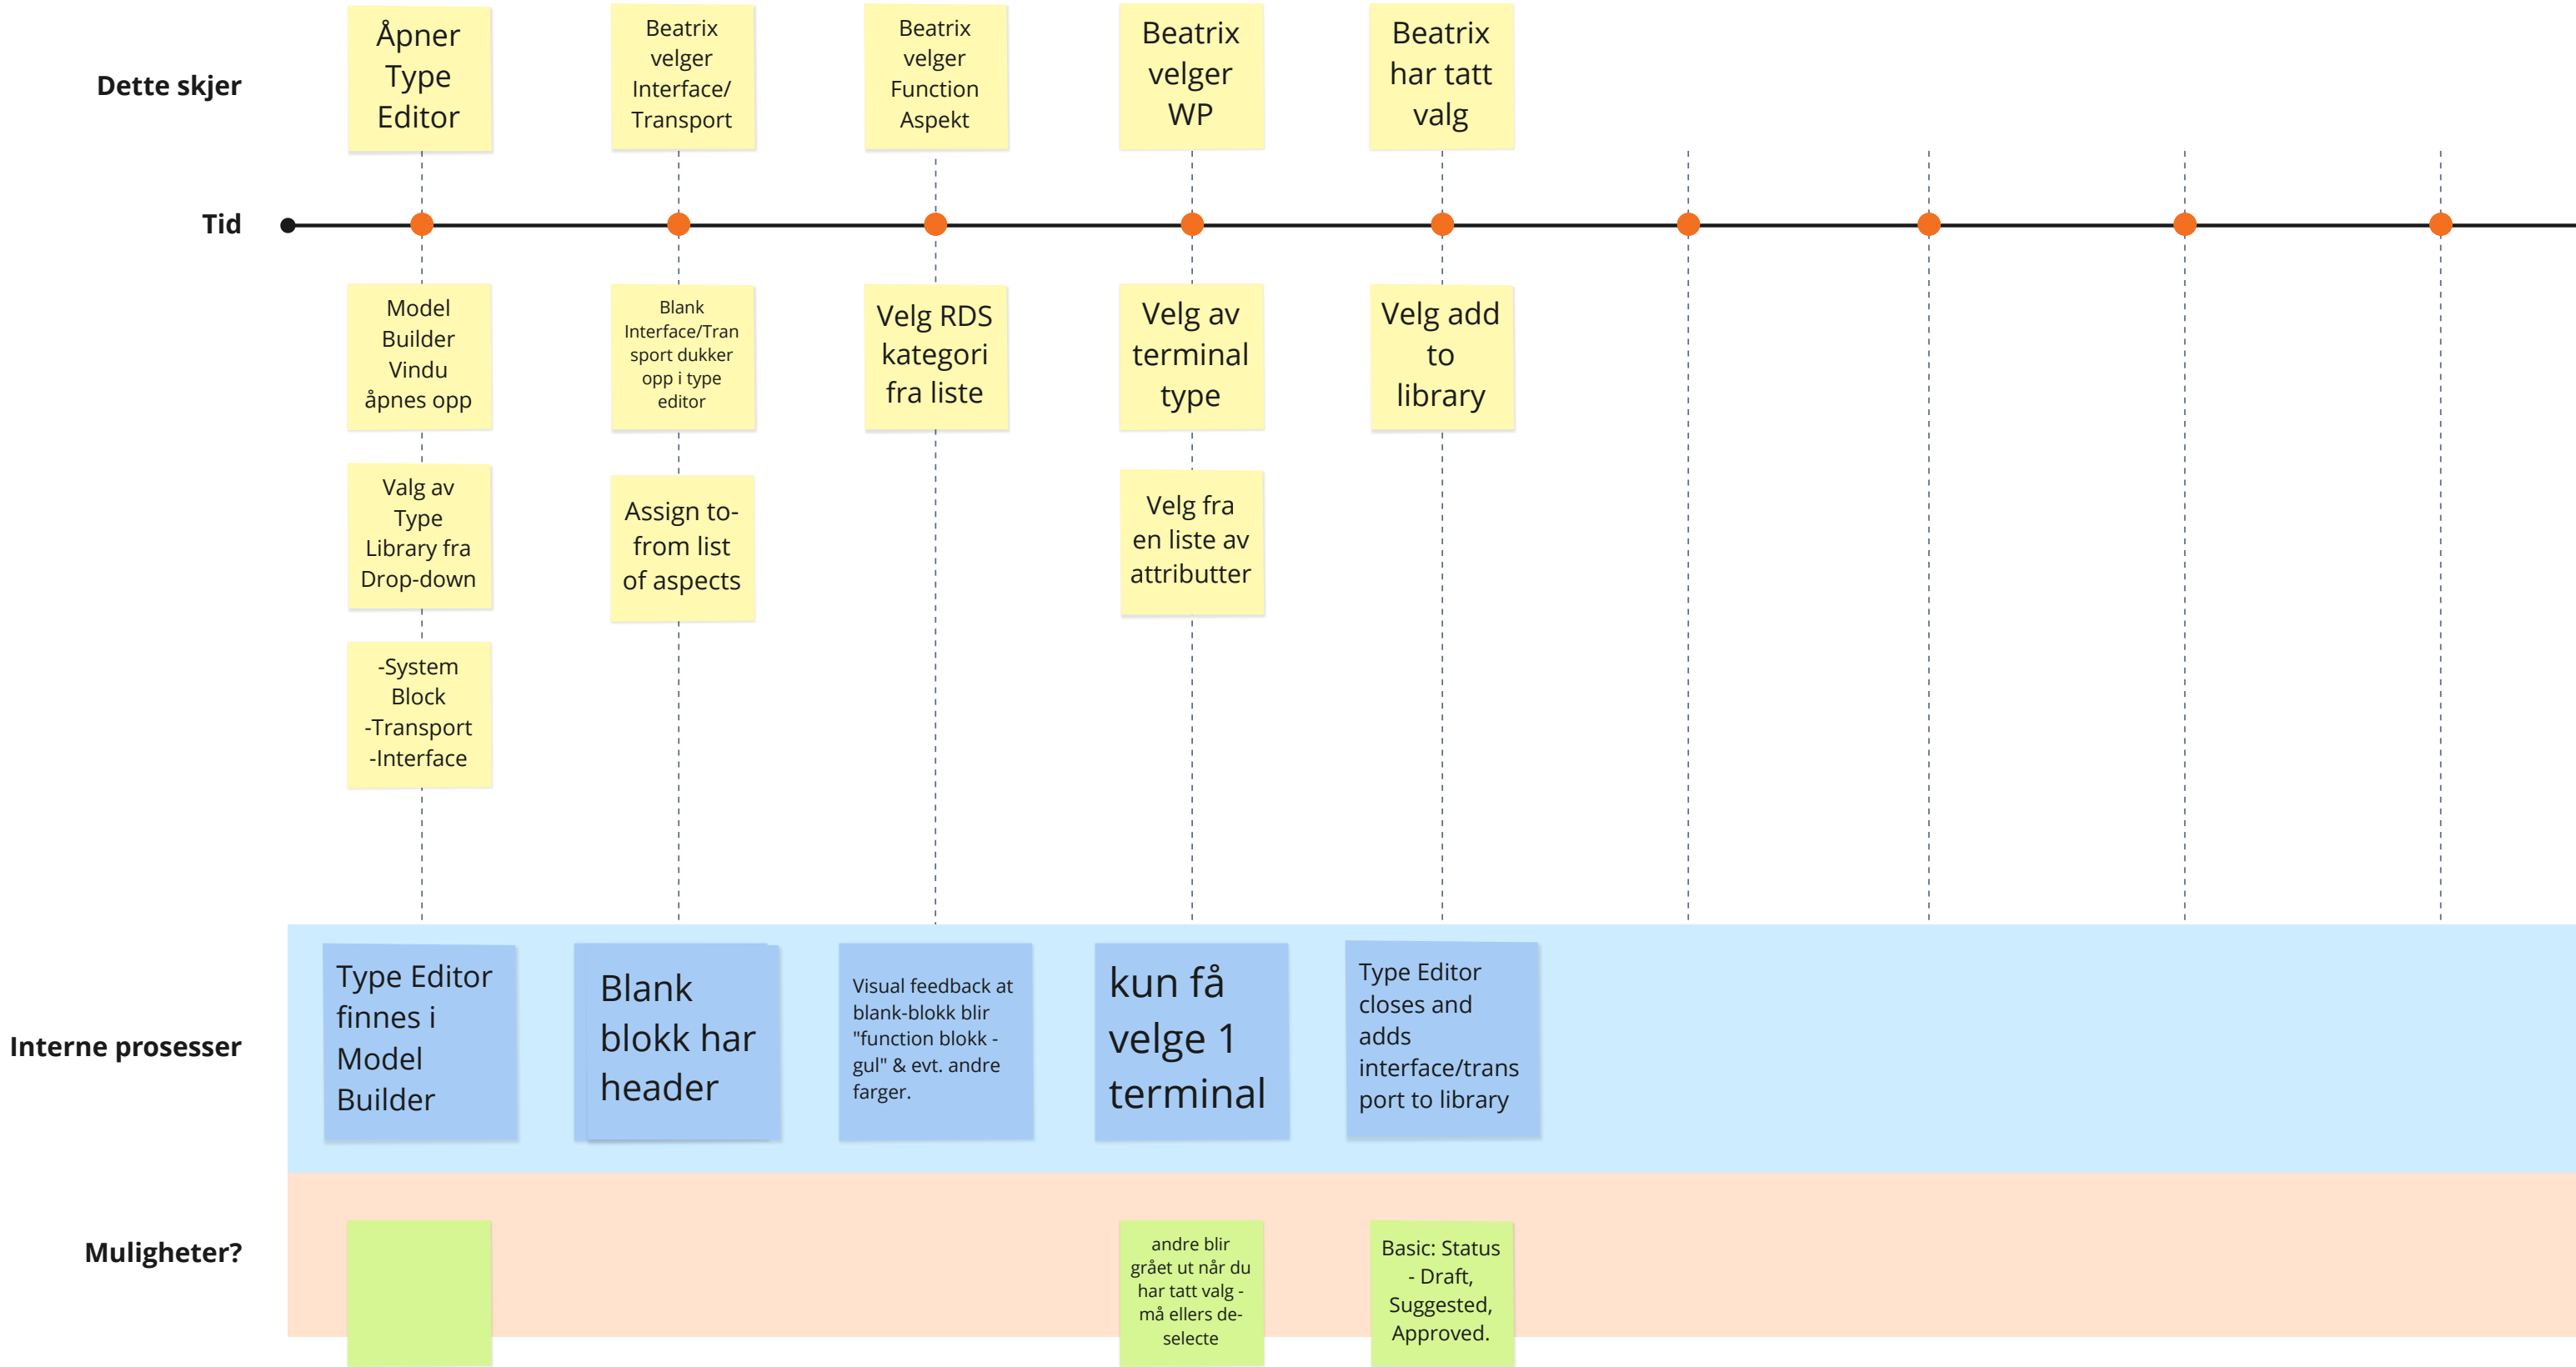 Dette skjer
Åpner
Type
Editor
Beatrix
velger
Interface/
Transport
Beatrix
velger
Function
Aspekt
Beatrix
velger
WP
Beatrix
har tatt
valg
Tid
Model
Builder
Vindu
åpnes opp
Blank
Interface/Tran
sport dukker
opp i type
editor
Velg RDS
kategori
fra liste
Velg av
terminal
type
Velg add
to
library
Valg av
Type
Library fra
Drop-down
Assign to-
from list
of aspects
Velg fra
en liste av
attributter
-System
Block
-Transport
-Interface
Interne prosesser
Type Editor
finnes i
Model
Builder
Blank
blokk har
header
Visual feedback at
blank-blokk blir
"function blokk -
gul" & evt. andre
farger.
kun få
velge 1
terminal
Type Editor
closes and
adds
interface/trans
port to library
Muligheter?
andre blir
grået ut når du
har tatt valg -
må ellers de-
selecte
Basic: Status
- Draft,
Suggested,
Approved.